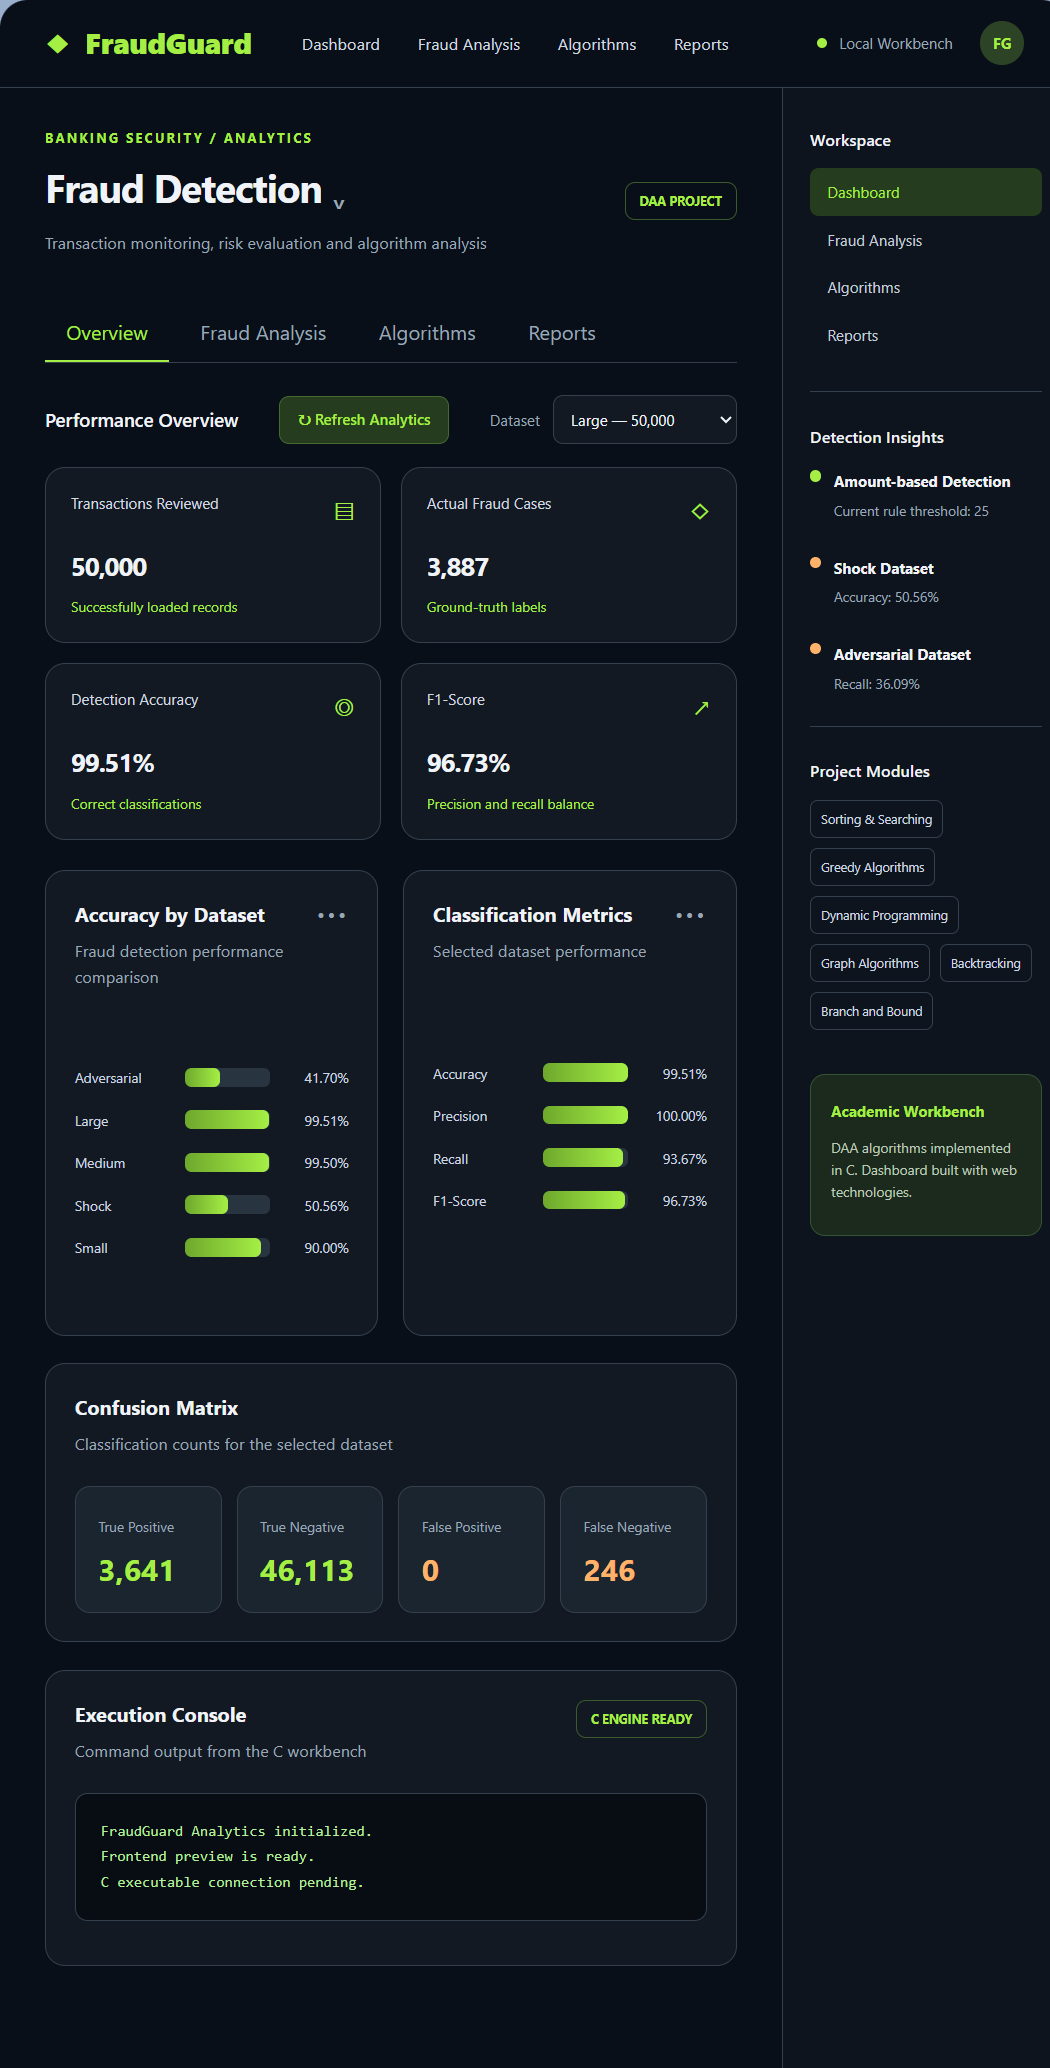 FraudGuard
Dashboard
Fraud Analysis
Algorithms
Reports
Local Workbench
FG
BANKING SECURITY / ANALYTICS
Fraud Detection v
DAA PROJECT
Transaction monitoring, risk evaluation and algorithm analysis
Overview
Fraud Analysis
Algorithms
Reports
Performance Overview
↻ Refresh Analytics
Dataset
Large — 50,000
Transactions Reviewed
50,000
Successfully loaded records
Actual Fraud Cases
3,887
Ground-truth labels
Detection Accuracy
99.51%
Correct classifications
F1-Score
96.73%
Precision and recall balance
Accuracy by Dataset
Fraud detection performance
comparison
Adversarial 41.70%
Large 99.51%
Medium 99.50%
Shock 50.56%
Small 90.00%
Classification Metrics
Selected dataset performance
Accuracy 99.51%
Precision 100.00%
Recall 93.67%
F1-Score 96.73%
Confusion Matrix
Classification counts for the selected dataset
True Positive
3,641
True Negative
46,113
False Positive
0
False Negative
246
Execution Console
C ENGINE READY
Command output from the C workbench
FraudGuard Analytics initialized.
Frontend preview is ready.
C executable connection pending.
Workspace
Dashboard
Fraud Analysis
Algorithms
Reports
Detection Insights
Amount-based Detection
Current rule threshold: 25
Shock Dataset
Accuracy: 50.56%
Adversarial Dataset
Recall: 36.09%
Project Modules
Sorting & Searching
Greedy Algorithms
Dynamic Programming
Graph Algorithms
Backtracking
Branch and Bound
Academic Workbench
DAA algorithms implemented
in C. Dashboard built with web
technologies.